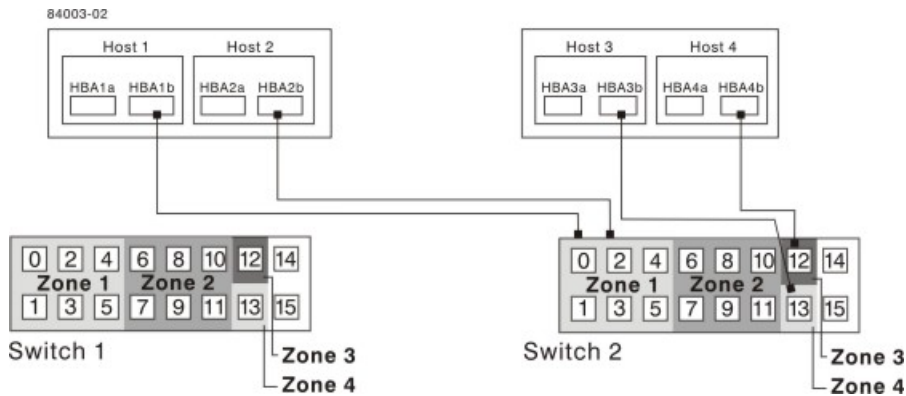 84003-02
Host 1 Host 2
HBA1a HBA1b HBA2a HBA2b
Host 3 Host 4
HBA3a HBA3b HBA4a HBA4b
0 2 4 6 8 10 12 14
Zone 1 Zone 2
1 3 5 7 9 11 13 15
Switch 1
Zone 3
Zone 4
0 2 4 6 8 10 12 14
Zone 1 Zone 2
1 3 5 7 9 11 13 15
Switch 2
Zone 3
Zone 4